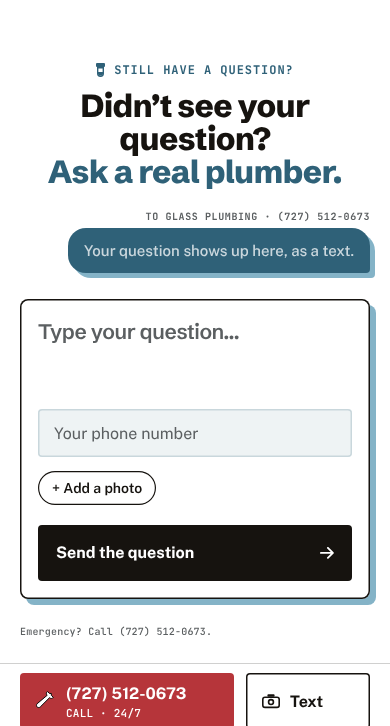 STILL HAVE A QUESTION?
Didn’t see your
question?
Ask a real plumber.
TO GLASS PLUMBING · (727) 512-0673
Your question shows up here, as a text.
Type your question...
Your phone number
+ Add a photo
Send the question →
Emergency? Call (727) 512-0673.
(727) 512-0673
CALL · 24/7
Text